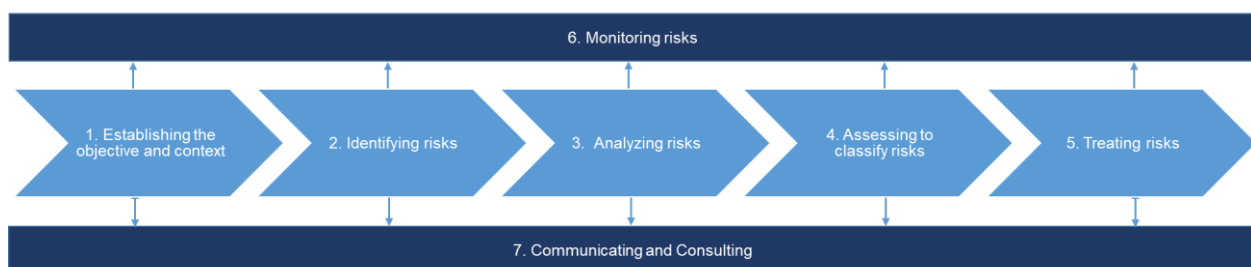 6. Monitoring risks
1. Establishing the
objective and context
2. Identifying risks
3. Analyzing risks
4. Assessing to
classify risks
5. Treating risks
7. Communicating and Consulting